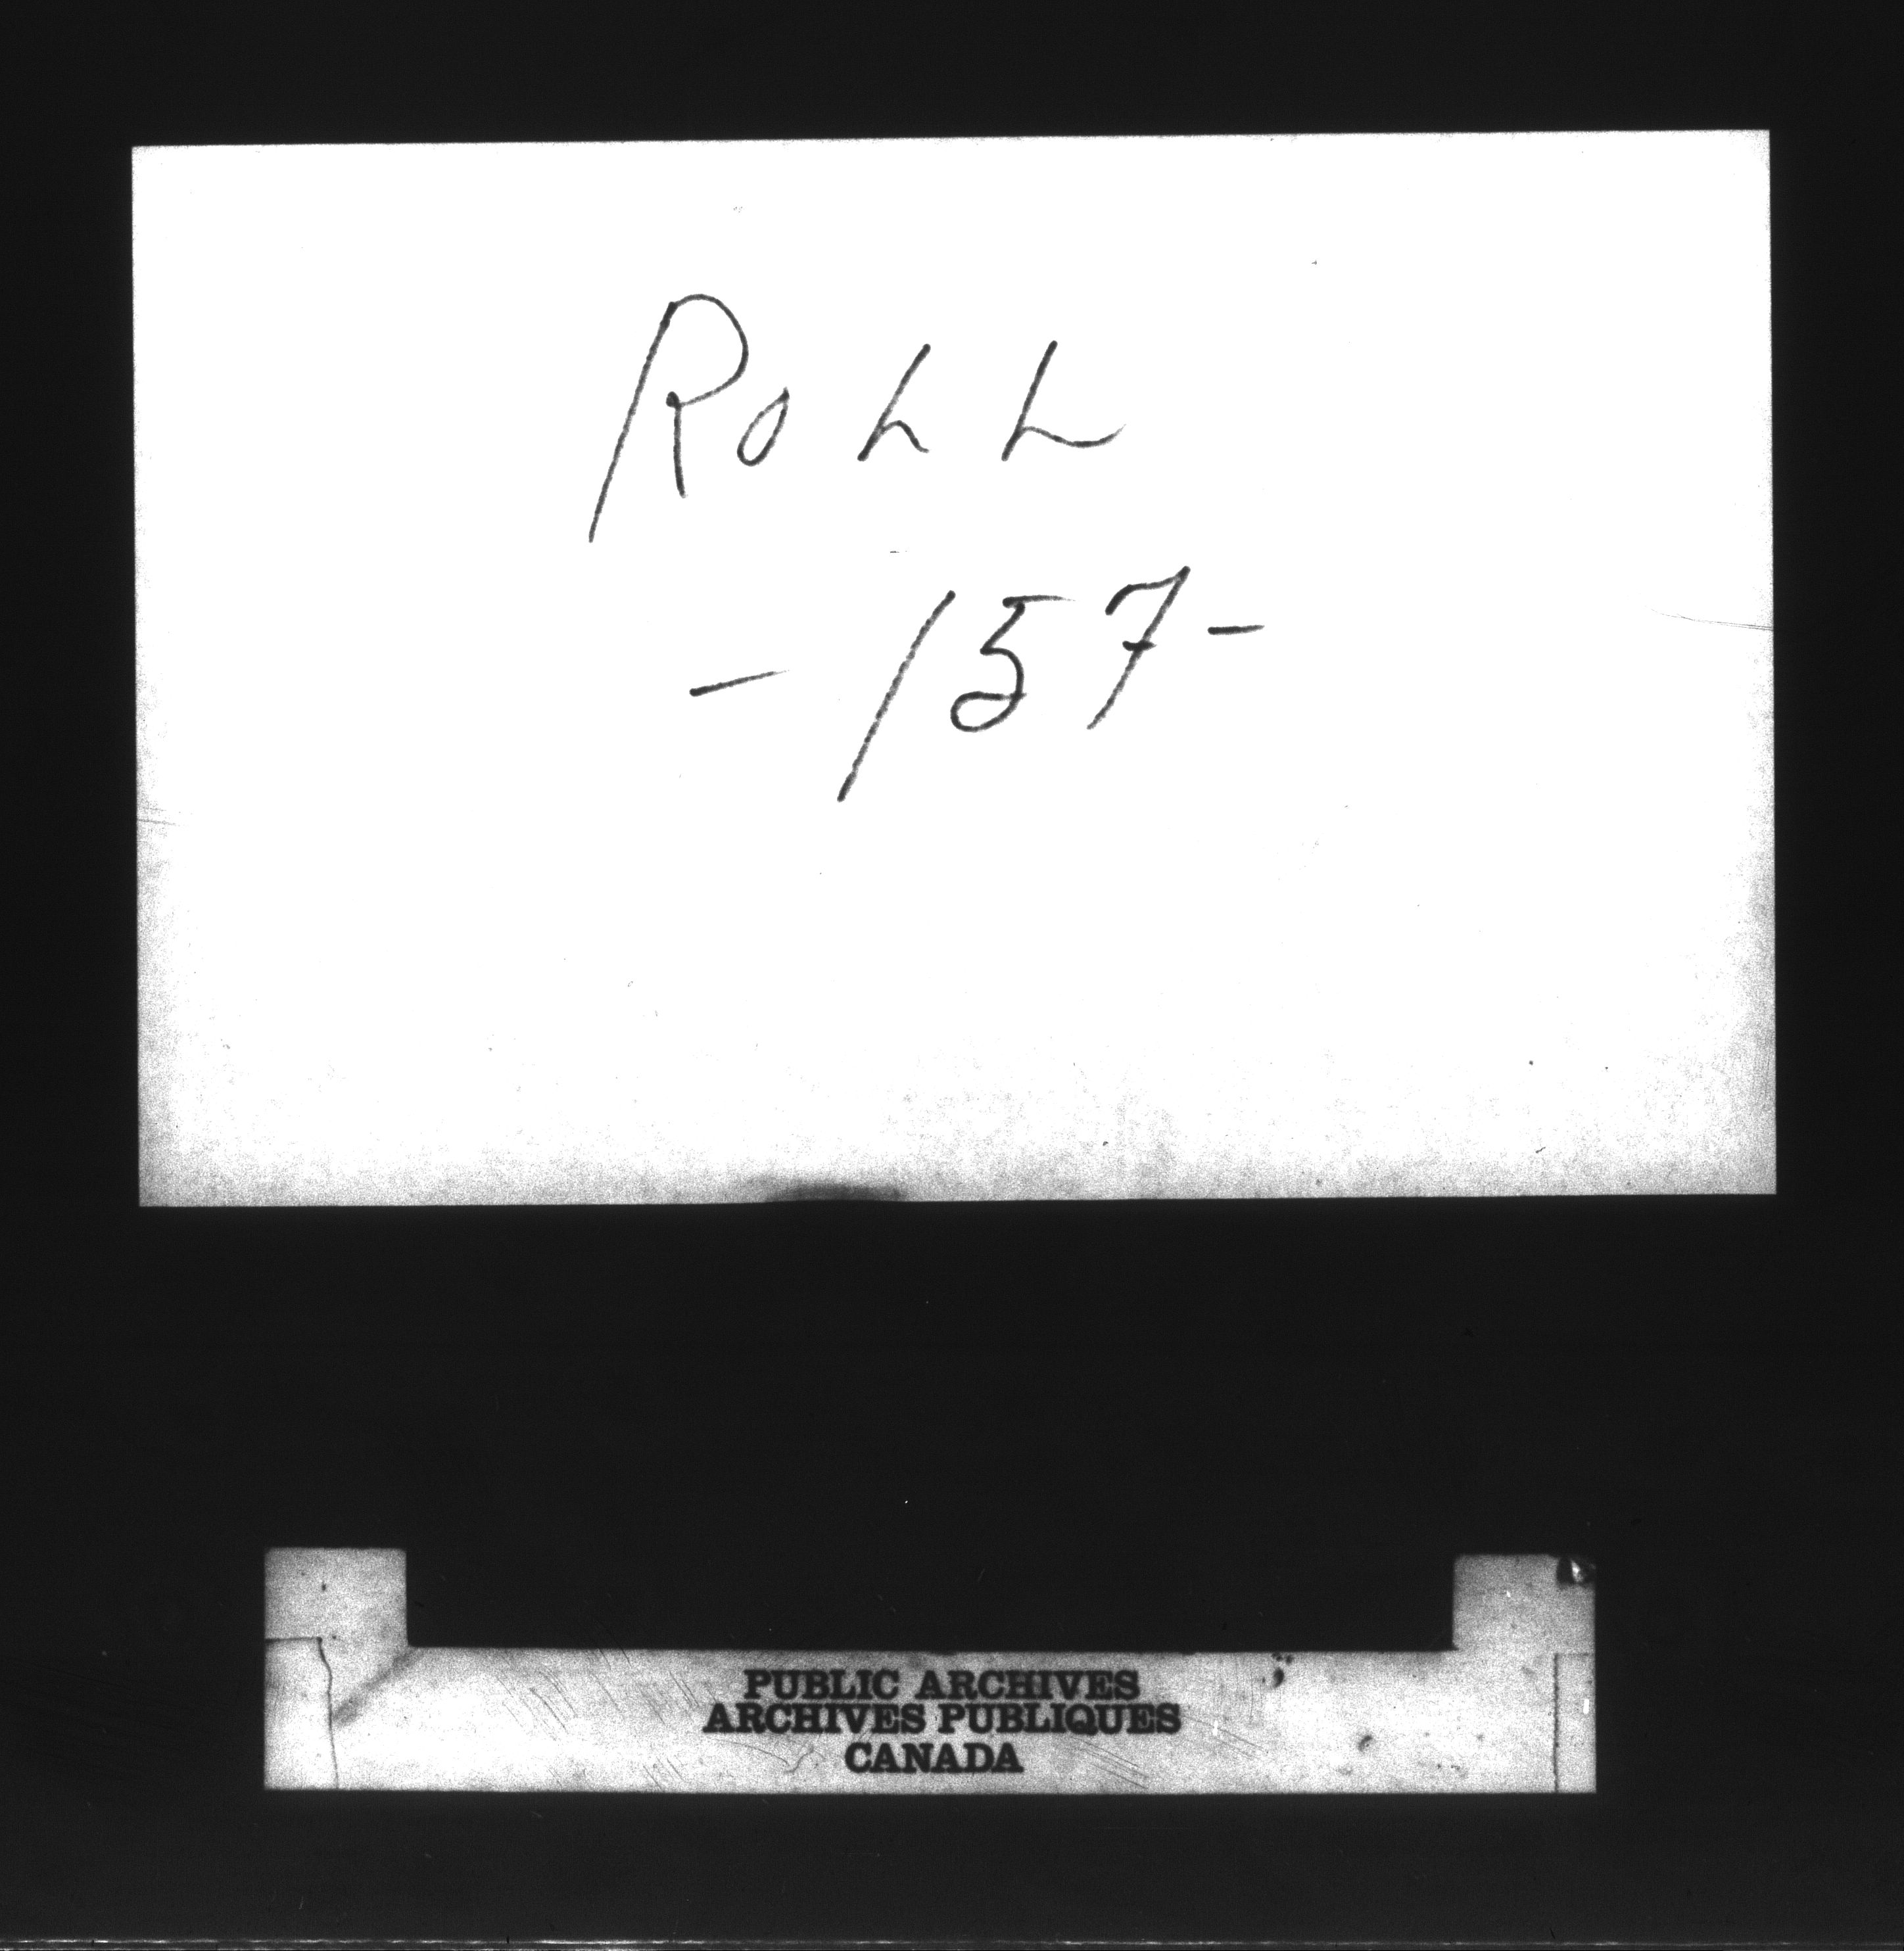 ROLL
- 157 -
PUBLIC ARCHIVES
ARCHIVES PUBLIQUES
CANADA